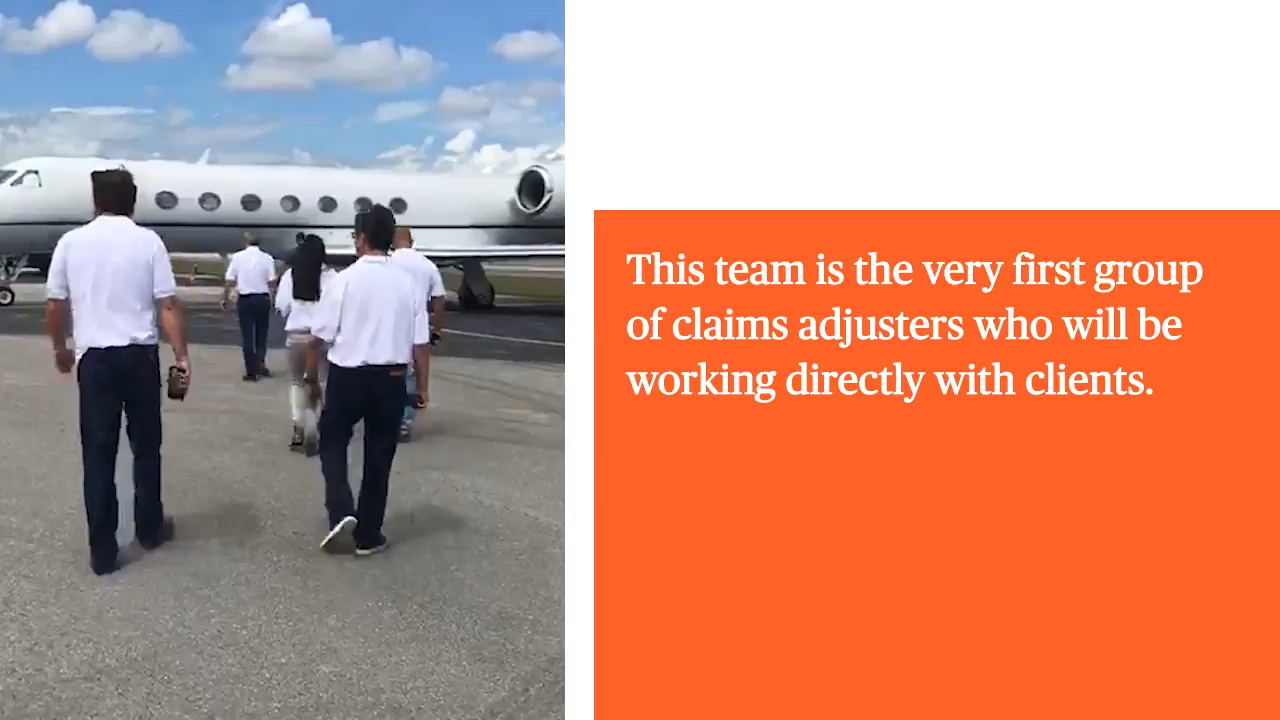 This team is the very first group
of claims adjusters who will be
working directly with clients.